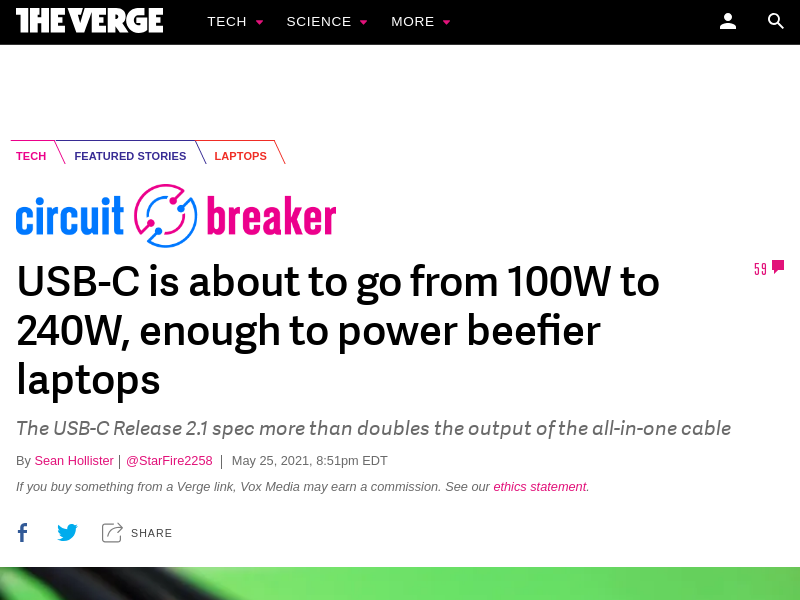 THE VERGE TECH SCIENCE MORE
TECH FEATURED STORIES LAPTOPS
circuit breaker
59
USB-C is about to go from 100W to
240W, enough to power beefier
laptops
The USB-C Release 2.1 spec more than doubles the output of the all-in-one cable
By Sean Hollister | @StarFire2258 | May 25, 2021, 8:51pm EDT
If you buy something from a Verge link, Vox Media may earn a commission. See our ethics statement.
SHARE